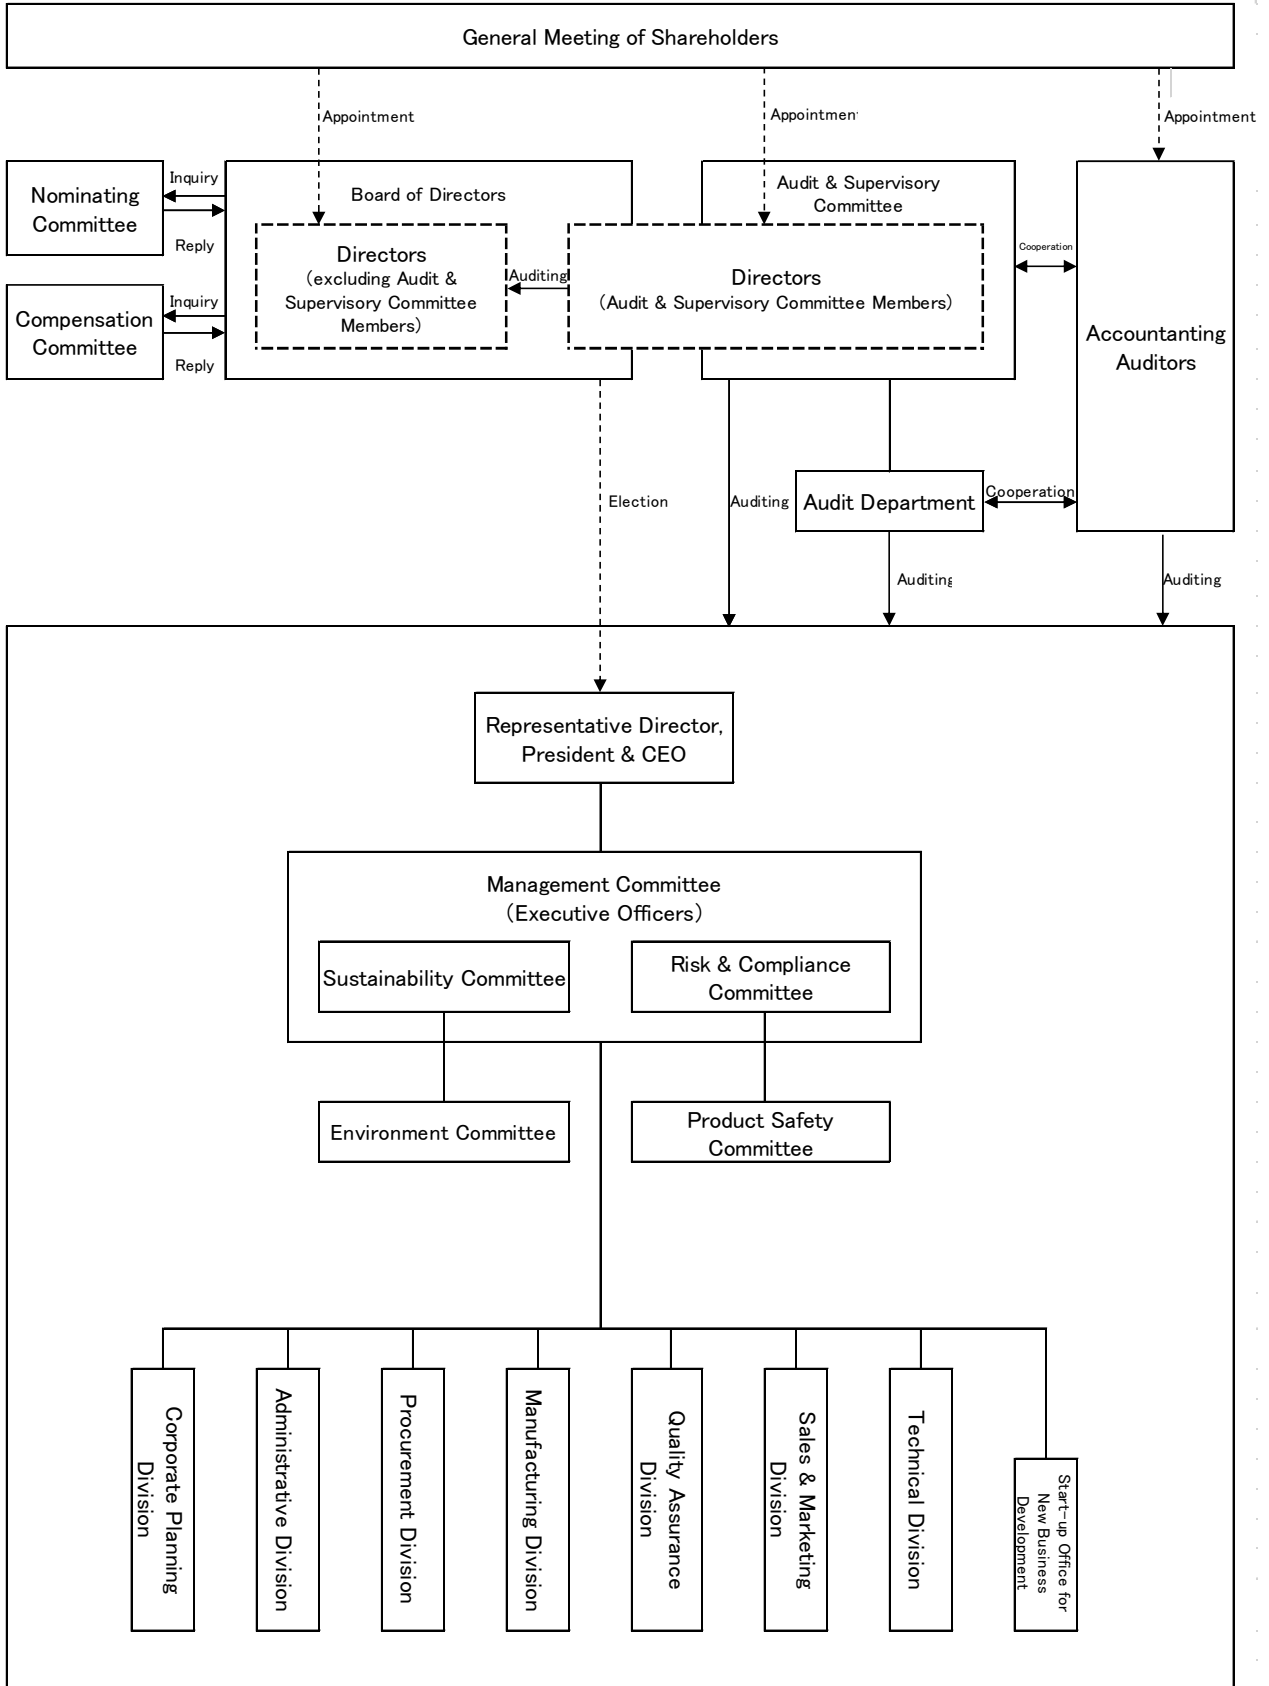 General Meeting of Shareholders
Appointment
Appointmen
Appointment
Nominating
Committee
Inquiry
Reply
Board of Directors
Audit & Supervisory
Committee
Directors
(excluding Audit &
Supervisory Committee
Members)
Auditing
Directors
(Audit & Supervisory Committee Members)
Cooperation
Compensation
Committee
Inquiry
Reply
Accountanting
Auditors
Election
Auditing
Audit Department
Cooperation
Auditing
Auditing
Representative Director,
President & CEO
Management Committee
(Executive Officers)
Sustainability Committee
Risk & Compliance
Committee
Environment Committee
Product Safety
Committee
Corporate Planning
Division
Administrative Division
Procurement Division
Manufacturing Division
Quality Assurance
Division
Sales & Marketing
Division
Technical Division
Start-up Office for
New Business
Development